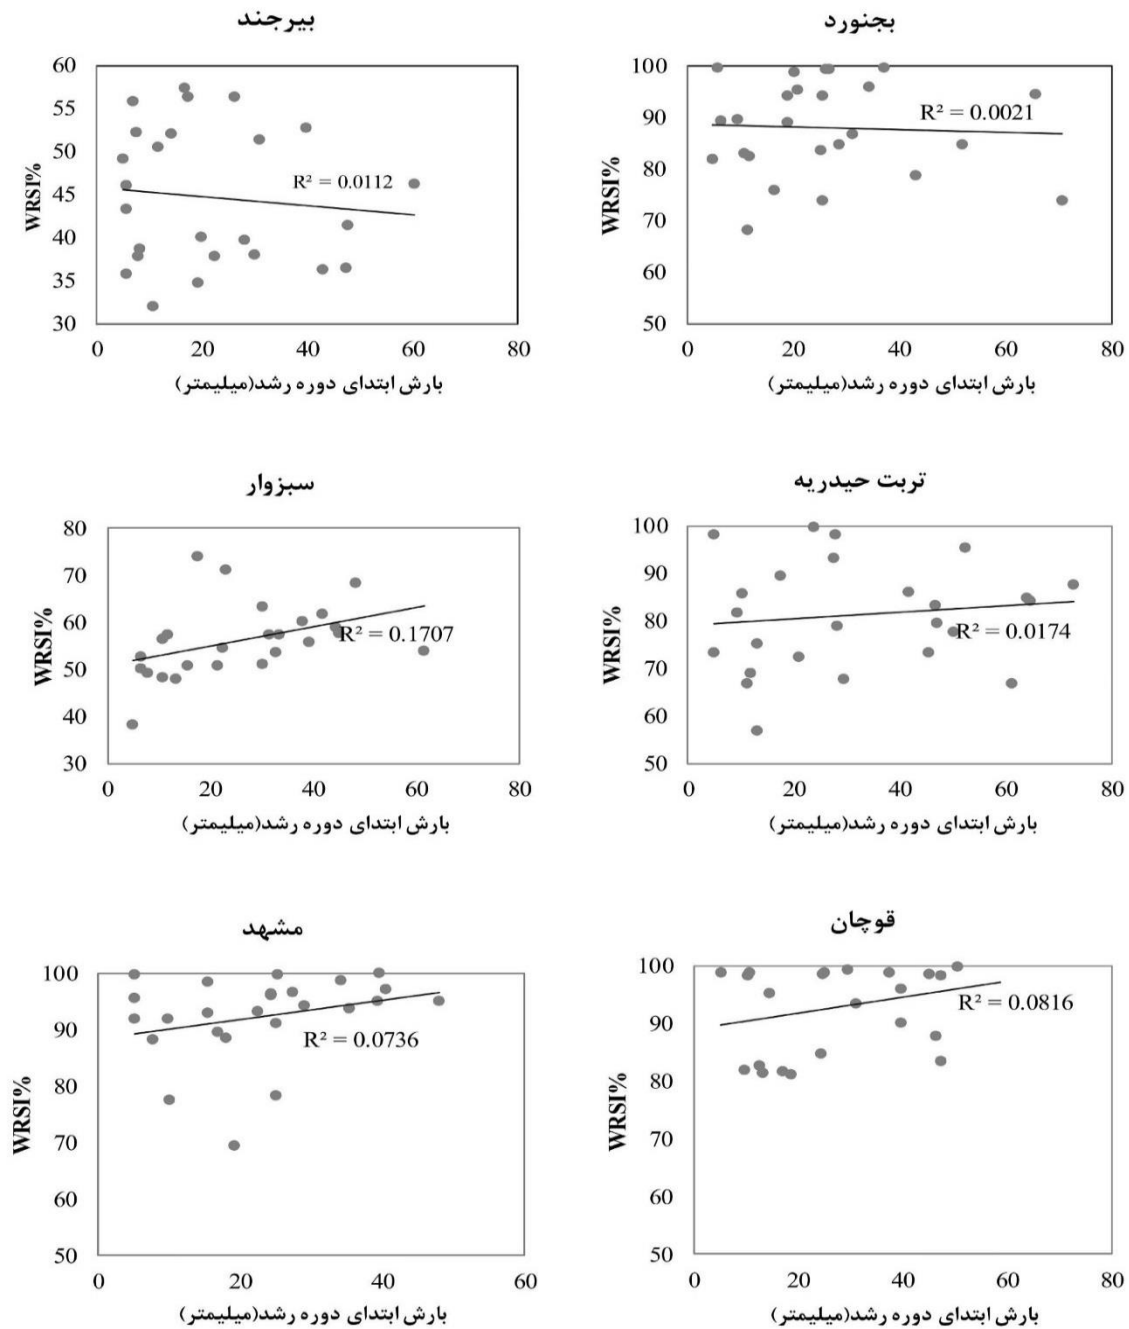 بیرجند
60
55
50
45
40
35
30
WRSI%
R² = 0.0112
0 20 40 60 80
بارش ابتدای دوره رشد(میلیمتر)
بجنورد
100
90
80
70
60
50
WRSI%
R² = 0.0021
0 20 40 60 80
بارش ابتدای دوره رشد(میلیمتر)
سبزوار
80
70
60
50
40
30
WRSI%
R² = 0.1707
0 20 40 60 80
بارش ابتدای دوره رشد(میلیمتر)
تربت حیدریه
100
90
80
70
60
50
WRSI%
R² = 0.0174
0 20 40 60 80
بارش ابتدای دوره رشد(میلیمتر)
مشهد
100
90
80
70
60
50
WRSI%
R² = 0.0736
0 20 40 60
بارش ابتدای دوره رشد(میلیمتر)
قوچان
100
90
80
70
60
50
WRSI%
R² = 0.0816
0 20 40 60 80
بارش ابتدای دوره رشد(میلیمتر)